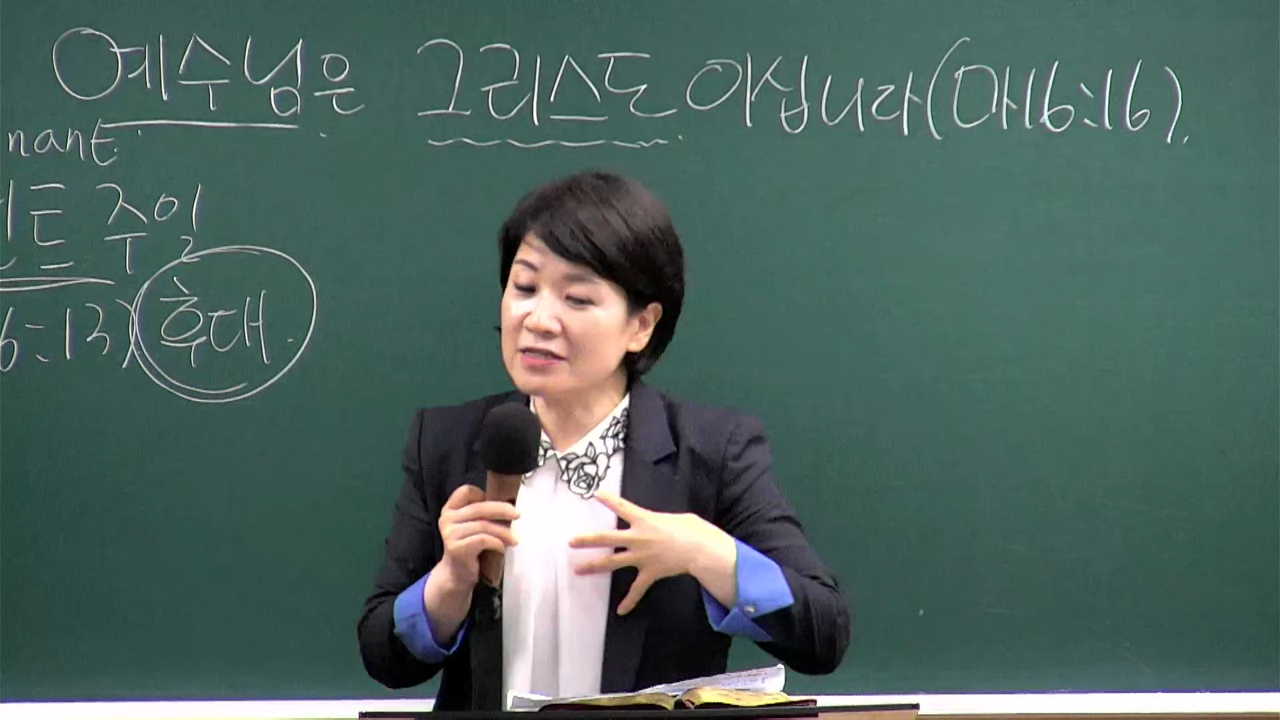 예수님은 그리스도 이십니다(마16:16).
nant.
트 주일
6:13) 후대.